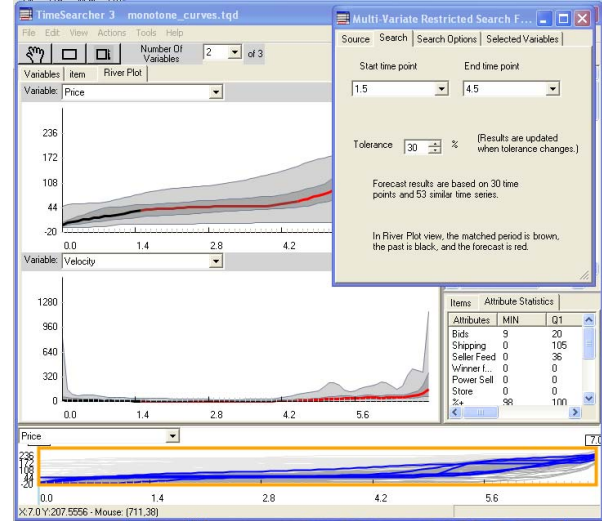 TimeSearcher 3 monotone_curves.tqd
File Edit View Actions Tools Help
Number Of Variables 2 of 3
Variables item River Plot
Variable: Price
236
172
108
44
-20
0.0 1.4 2.8 4.2
Variable: Velocity
1280
960
640
320
0
0.0 1.4 2.8 4.2 5.6
Multi-Variate Restricted Search F...
Source Search Search Options Selected Variables
Start time point End time point
1.5 4.5
Tolerance 30 % (Results are updated
when tolerance changes.)
Forecast results are based on 30 time
points and 53 similar time series.
In River Plot view, the matched period is brown,
the past is black, and the forecast is red.
Items Attribute Statistics
Attributes MIN Q1
Bids 9 20
Shipping 0 105
Seller Feed 0 36
Winner f... 0 0
Power Sell 0 0
Store 0 0
%+ 98 100
Price
7.0
44
-20
0.0 1.4 2.8 4.2 5.6
X:7.0 Y:207.5556 - Mouse: (711,38)